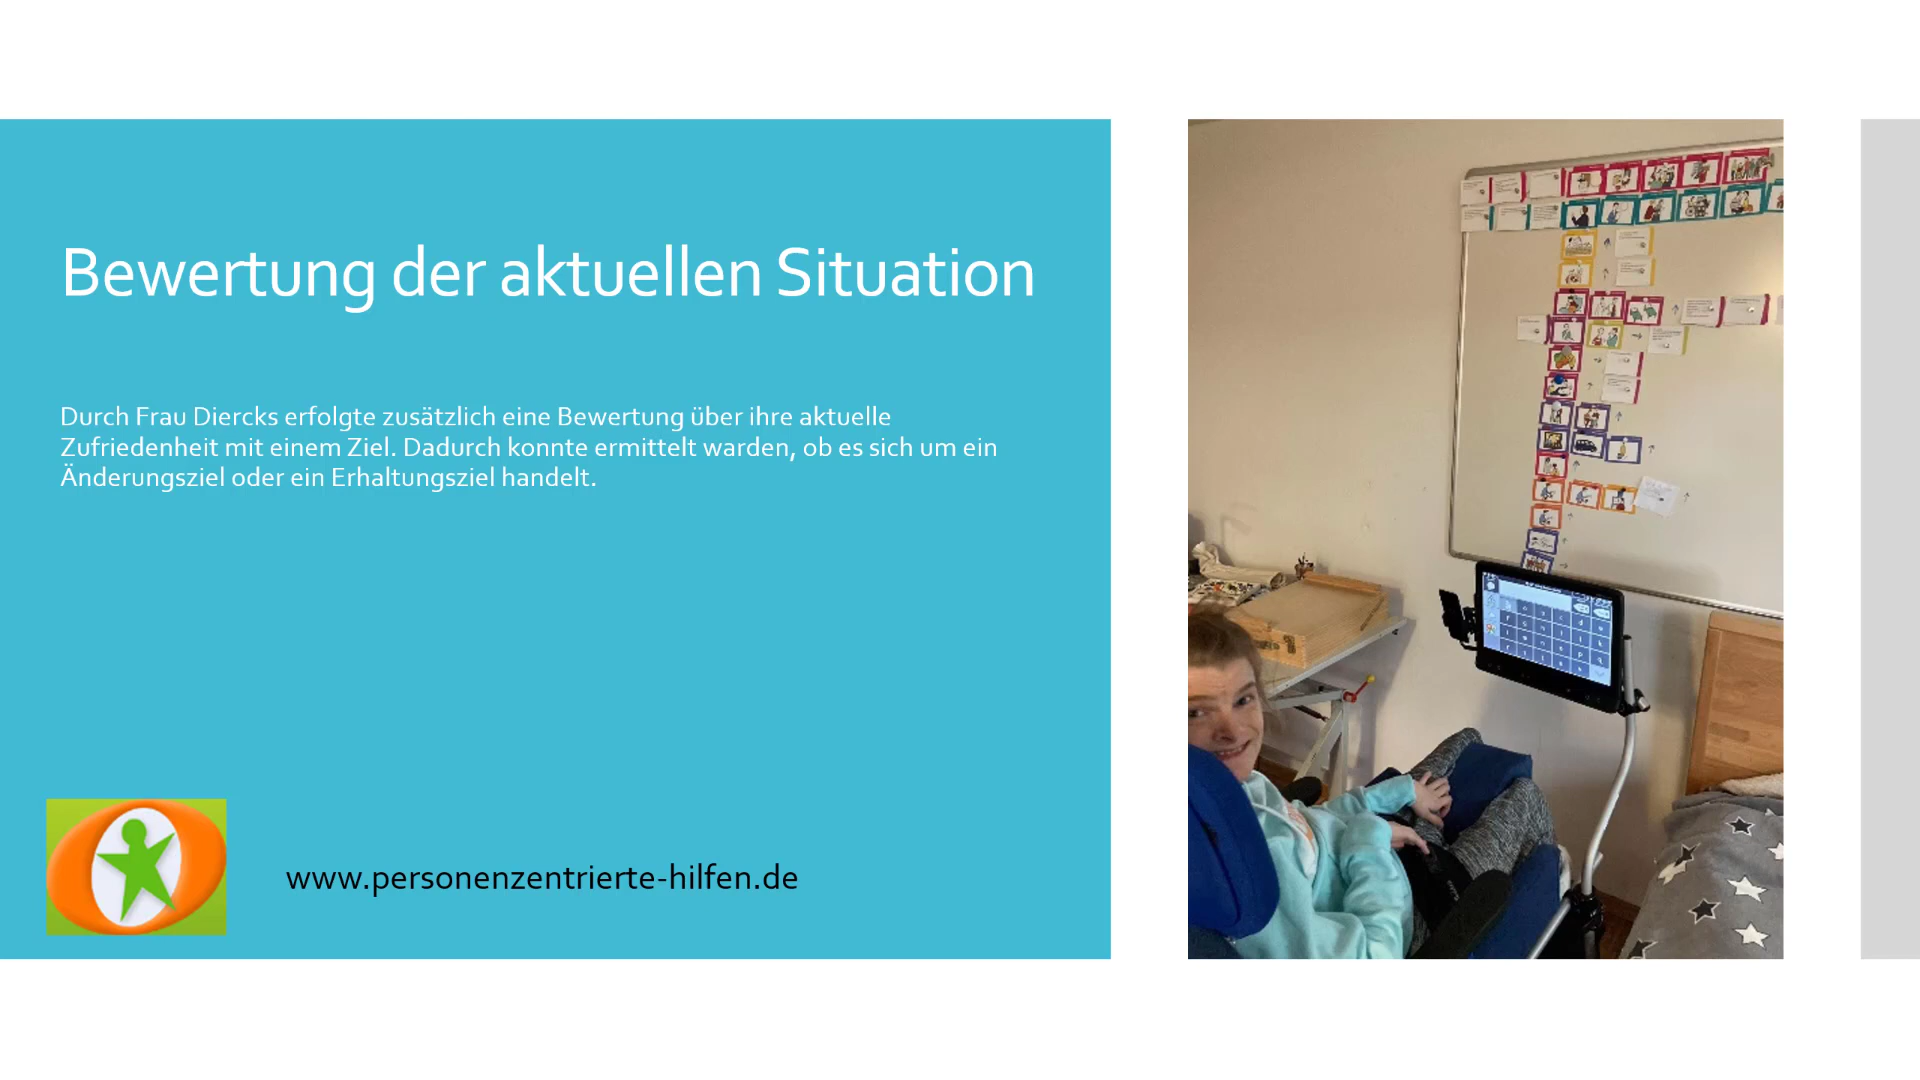 Bewertung der aktuellen Situation
Durch Frau Diercks erfolgte zusätzlich eine Bewertung über ihre aktuelle
Zufriedenheit mit einem Ziel. Dadurch konnte ermittelt warden, ob es sich um ein
Änderungsziel oder ein Erhaltungsziel handelt.
www.personenzentrierte-hilfen.de